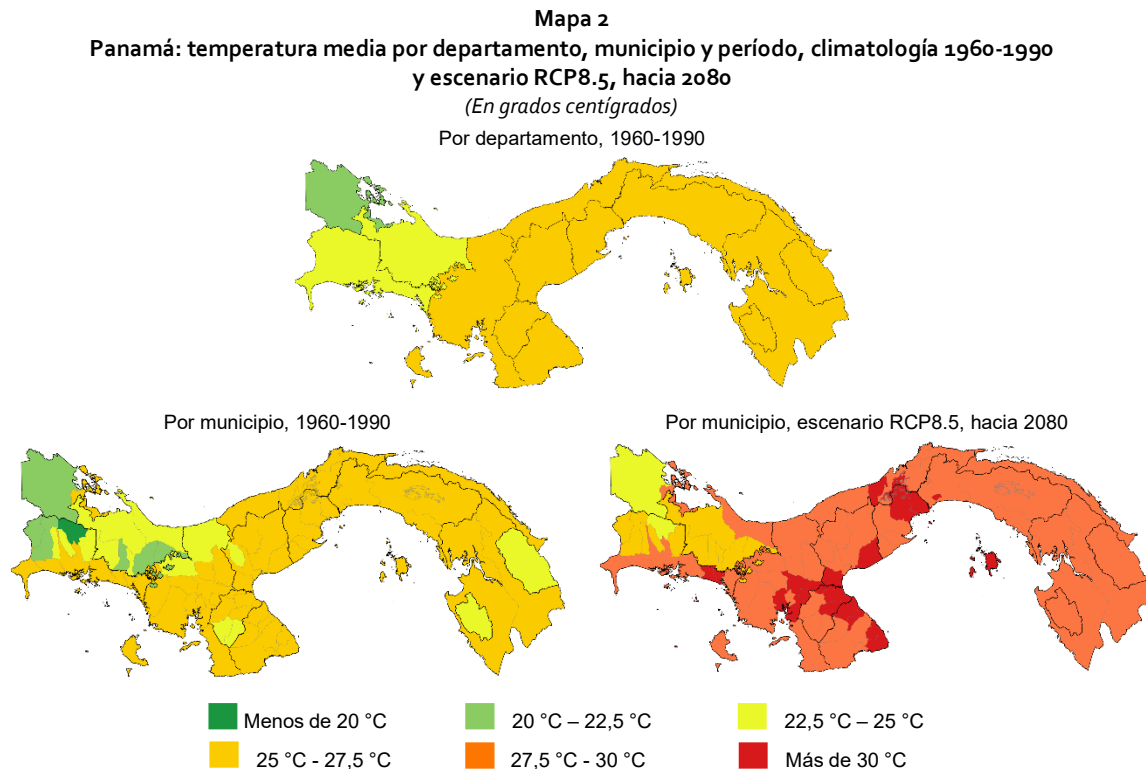 Mapa 2
Panamá: temperatura media por departamento, municipio y período, climatología 1960-1990
y escenario RCP8.5, hacia 2080
(En grados centígrados)
Por departamento, 1960-1990
Por municipio, 1960-1990
Por municipio, escenario RCP8.5, hacia 2080
Menos de 20 °C
20 °C – 22,5 °C
22,5 °C – 25 °C
25 °C - 27,5 °C
27,5 °C - 30 °C
Más de 30 °C